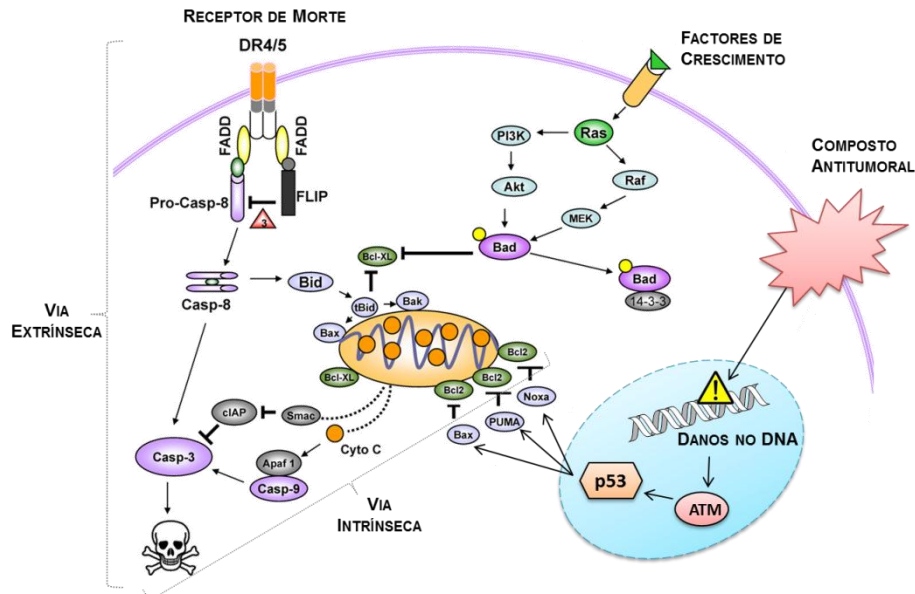 RECEPTOR DE MORTE
DR4/5
FADD
FADD
Pro-Casp-8
FLIP
3
Casp-8
Bid
tBid
Bak
Bax
Bcl-XL
Bcl-XL
Bcl2
Bcl2
Bcl2
VIA
EXTRÍNSECA
cIAP
Smac
Cyto C
Casp-3
Apaf 1
Casp-9
VIA
INTRÍNSECA
FACTORES DE
CRESCIMENTO
Ras
PI3K
Akt
Raf
MEK
Bad
Bad
14-3-3
COMPOSTO
ANTITUMORAL
!
DANOS NO DNA
ATM
p53
Noxa
PUMA
Bax